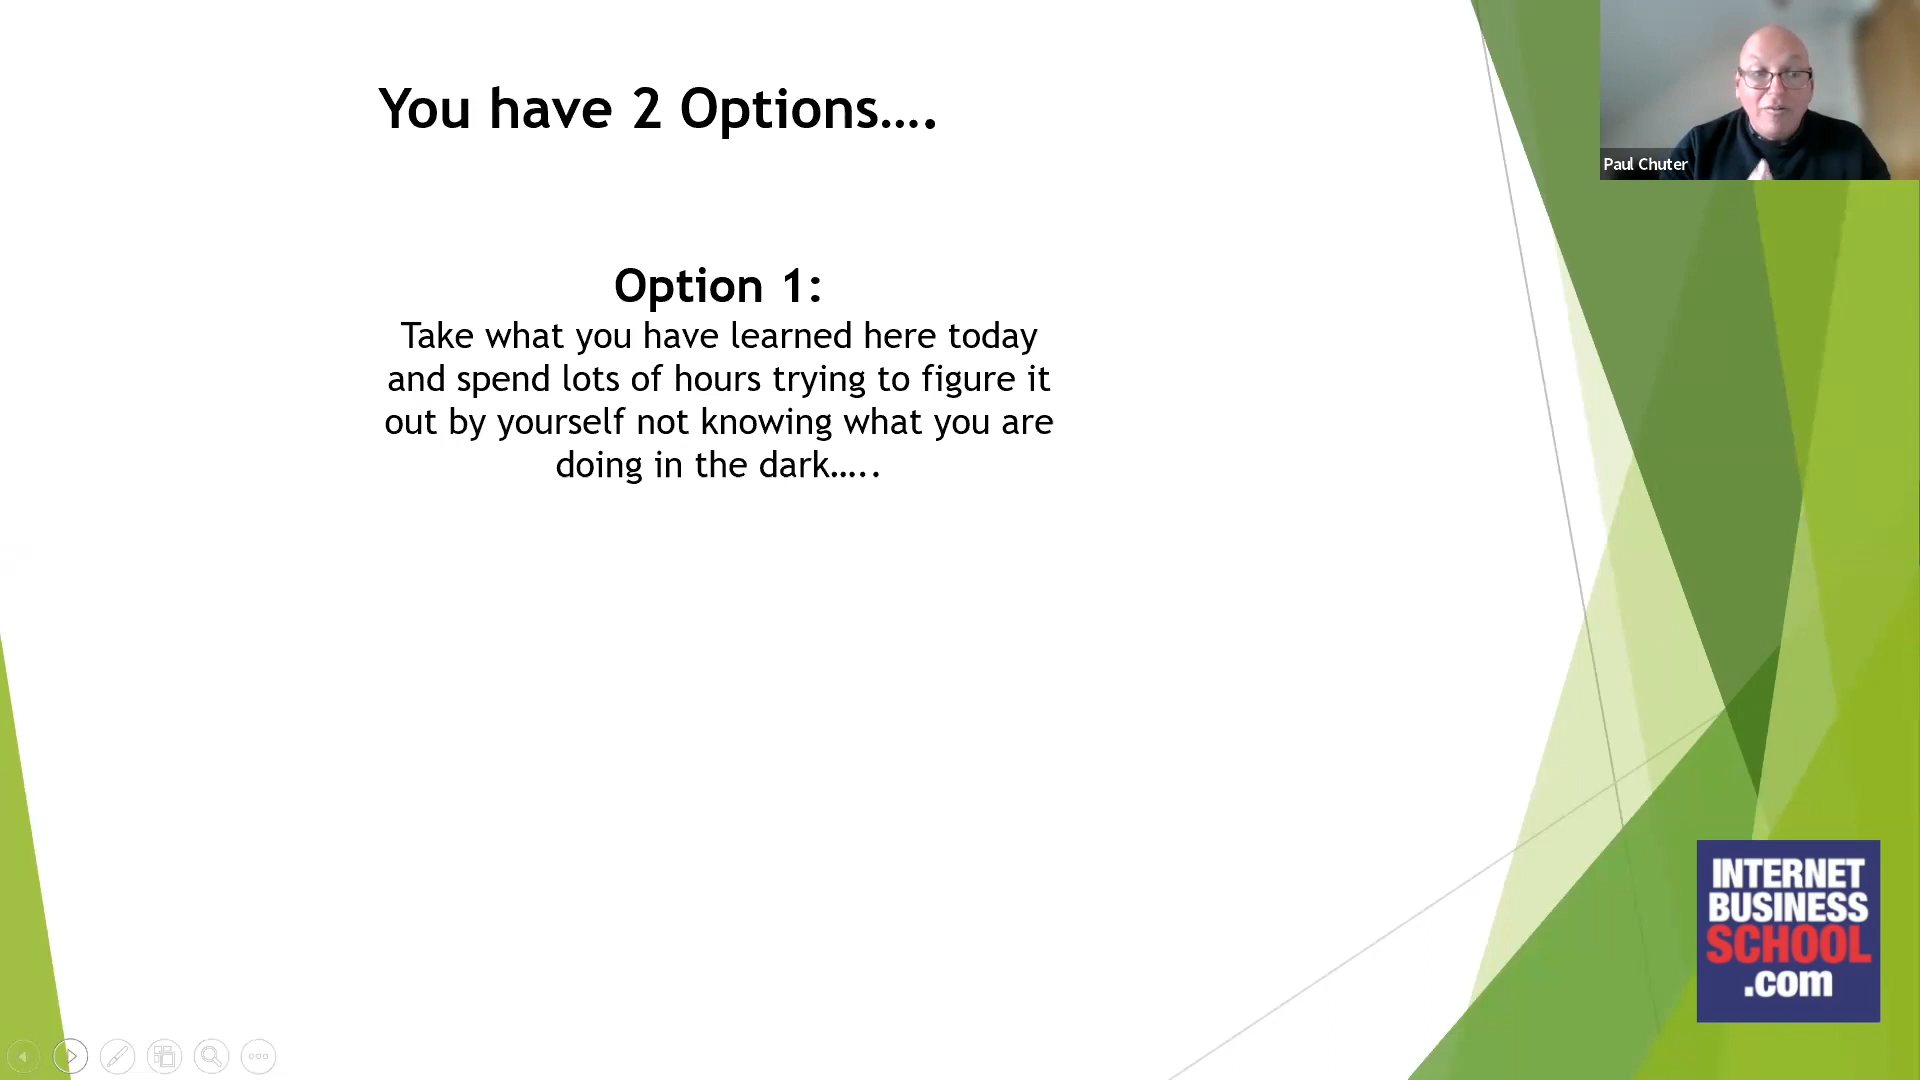 You have 2 Options....
Paul Chuter
Option 1:
Take what you have learned here today
and spend lots of hours trying to figure it
out by yourself not knowing what you are
doing in the dark.....
INTERNET
BUSINESS
SCHOOL
.com